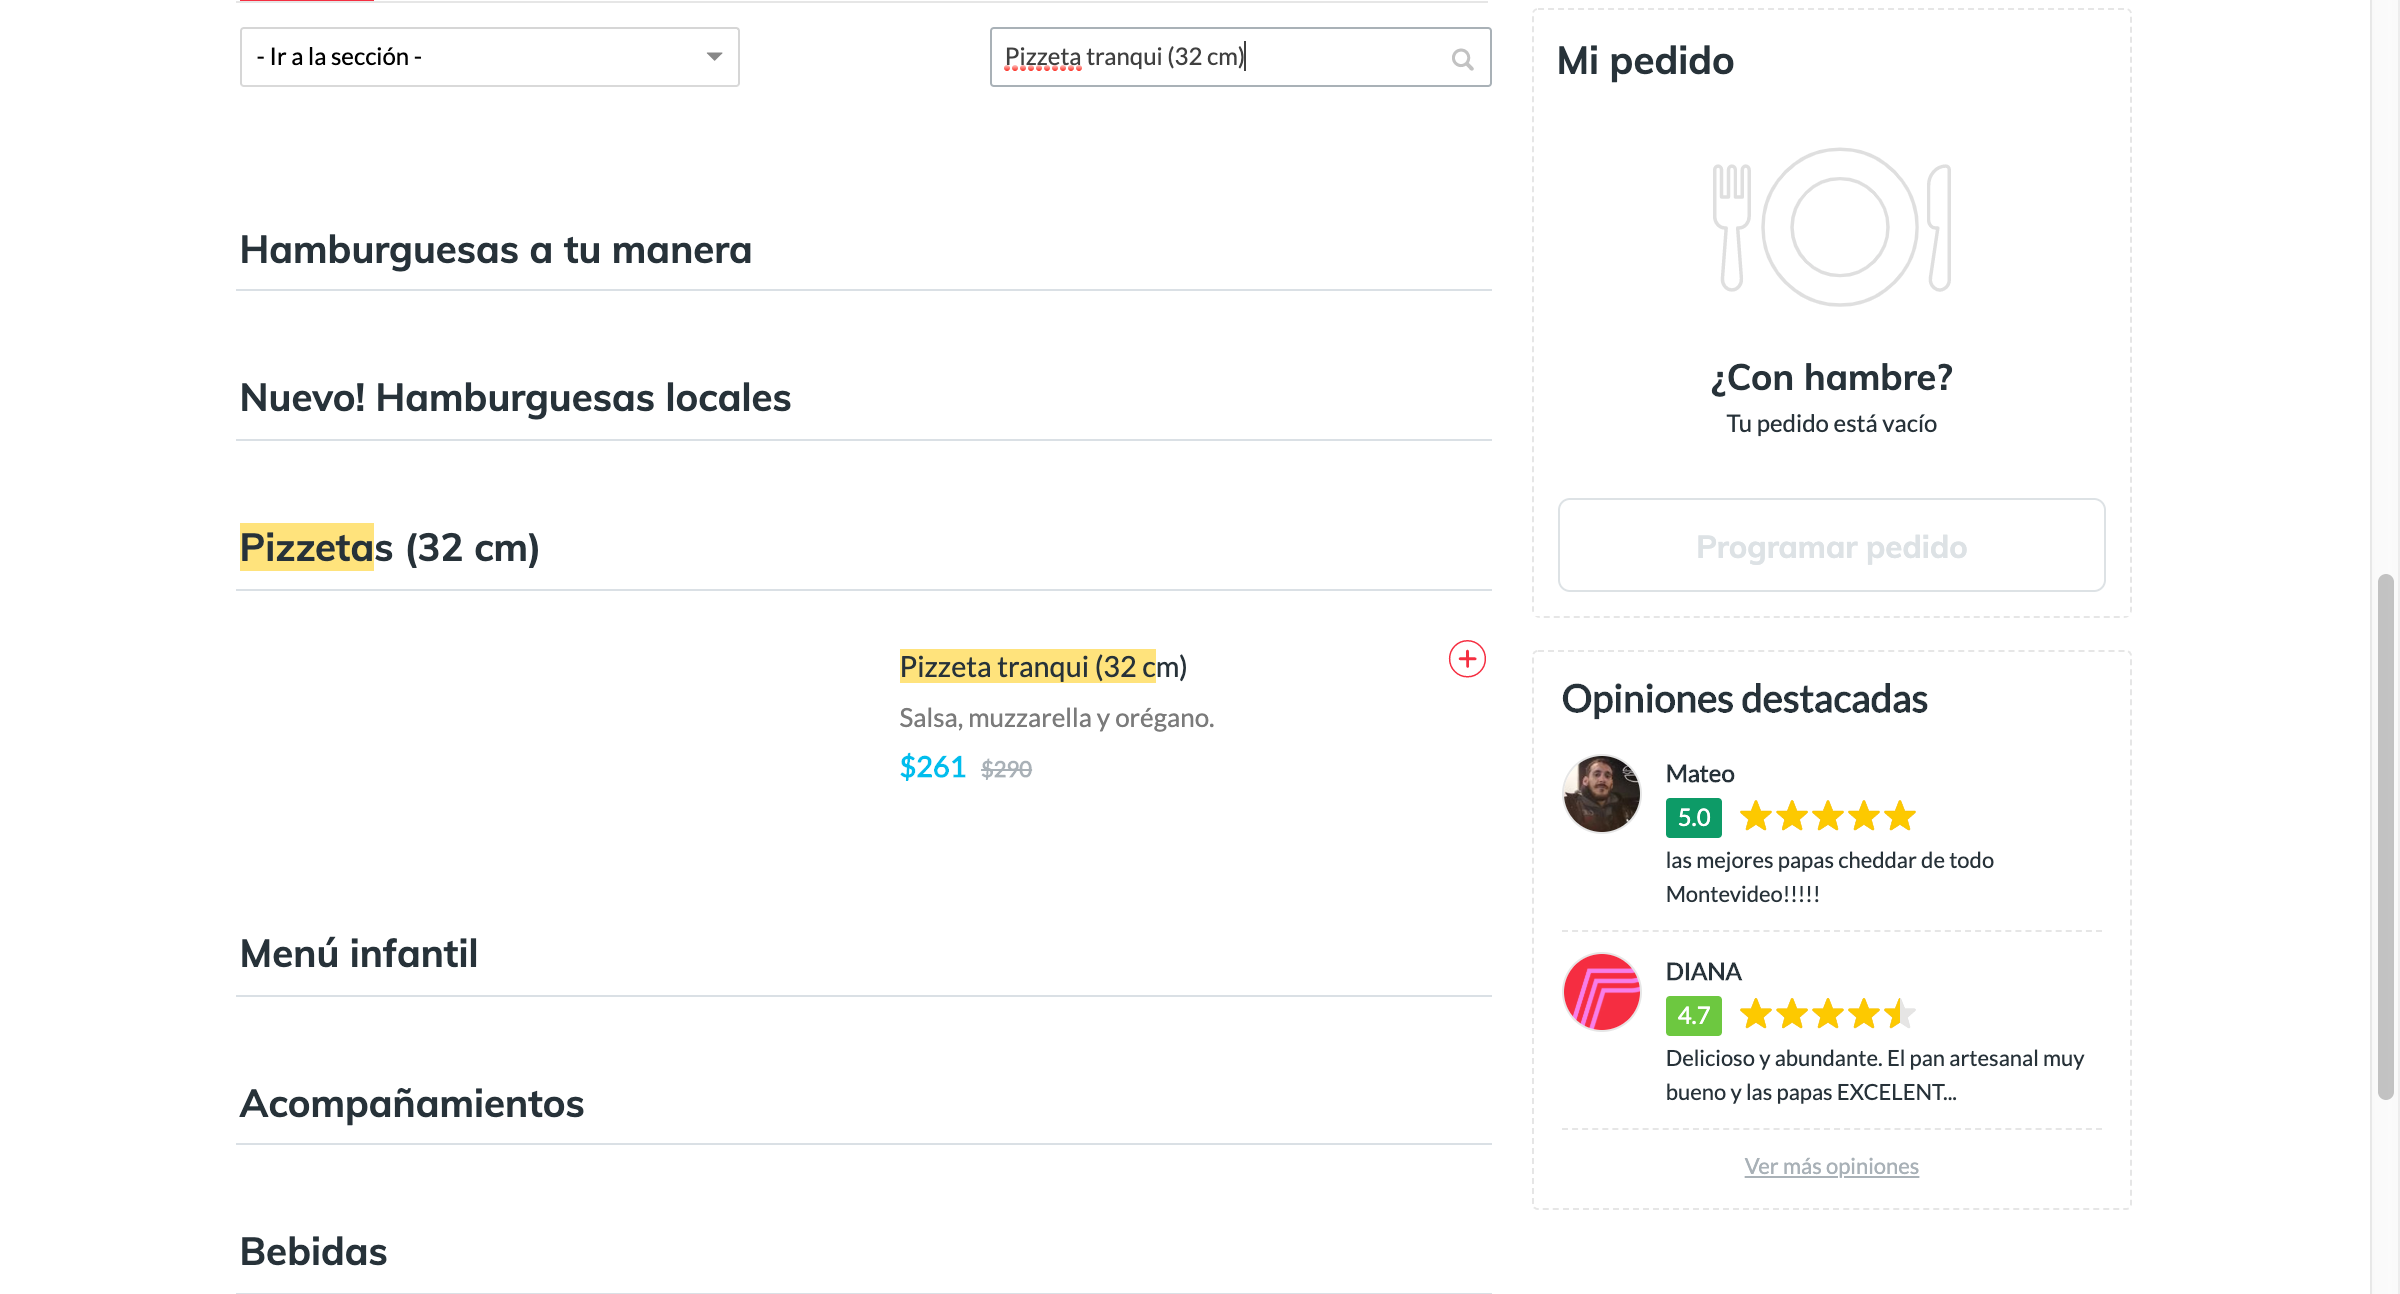 - Ir a la sección -
Pizzeta tranqui (32 cm)
Hamburguesas a tu manera
Nuevo! Hamburguesas locales
Pizzetas (32 cm)
Pizzeta tranqui (32 cm)
Salsa, muzzarella y orégano.
$261 $290
Menú infantil
Acompañamientos
Bebidas
Mi pedido
¿Con hambre?
Tu pedido está vacío
Programar pedido
Opiniones destacadas
Mateo
5.0
las mejores papas cheddar de todo
Montevideo!!!!!
DIANA
4.7
Delicioso y abundante. El pan artesanal muy
bueno y las papas EXCELENT...
Ver más opiniones